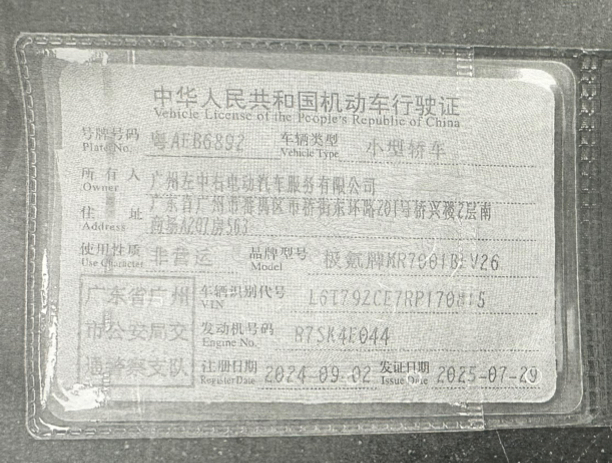 中华人民共和国机动车行驶证
Vehicle License of the People's Republic of China
号牌号码 粤AFB6892 车辆类型 小型轿车
Plate No. Vehicle Type
所有人 广州左中右电动汽车服务有限公司
Owner
住址 广东省广州市番禺区市桥街东环路201号桥兴 2层南
Address 商场A207房563
使用性质 非营运 品牌型号 极氪牌MR7001BEV26
Use Character Model
广东省广州 车辆识别代号
VIN
市公安局交 发动机号码 87SK4E044
Engine No.
通警察支队 注册日期 2024-09-02 发证日期 2025-07-29
Register Date Issue Date